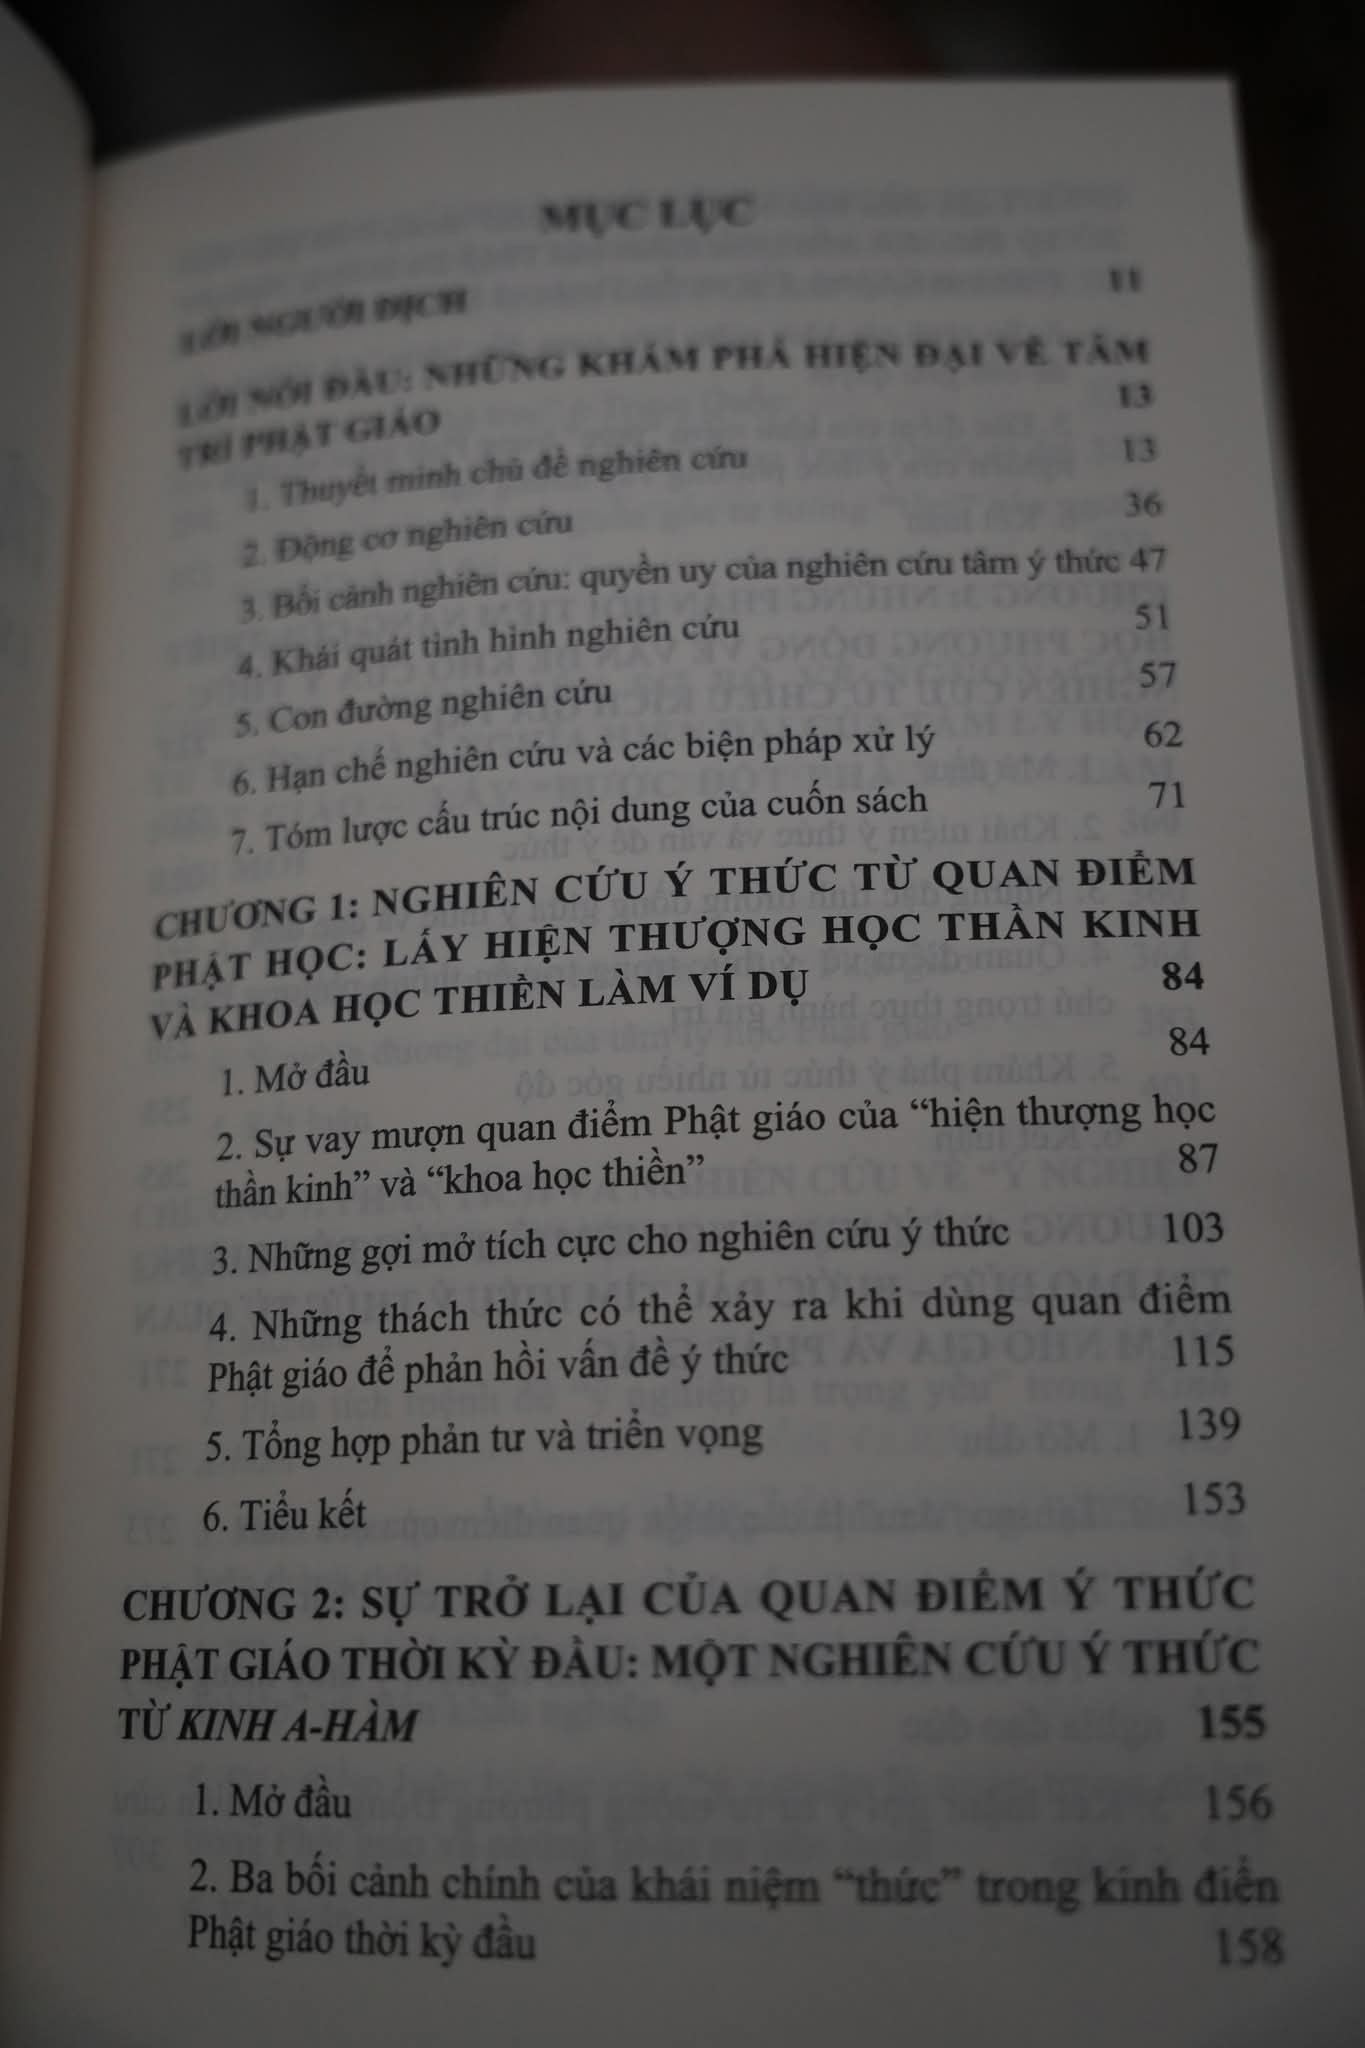 MỤC LỤC
LỜI NGƯỜI DỊCH 11
LỜI NÓI ĐẦU: NHỮNG KHÁM PHÁ HIỆN ĐẠI VỀ TÂM
TRÍ PHẬT GIÁO 13
1. Thuyết minh chủ đề nghiên cứu 13
2. Động cơ nghiên cứu 36
3. Bối cảnh nghiên cứu: quyền uy của nghiên cứu tâm ý thức 47
4. Khái quát tình hình nghiên cứu 51
5. Con đường nghiên cứu 57
6. Hạn chế nghiên cứu và các biện pháp xử lý 62
7. Tóm lược cấu trúc nội dung của cuốn sách 71
CHƯƠNG 1: NGHIÊN CỨU Ý THỨC TỪ QUAN ĐIỂM
PHẬT HỌC: LẤY HIỆN THƯỢNG HỌC THẦN KINH
VÀ KHOA HỌC THIỀN LÀM VÍ DỤ 84
1. Mở đầu 84
2. Sự vay mượn quan điểm Phật giáo của “hiện thượng học
thần kinh” và “khoa học thiền” 87
3. Những gợi mở tích cực cho nghiên cứu ý thức 103
4. Những thách thức có thể xảy ra khi dùng quan điểm
Phật giáo để phản hồi vấn đề ý thức 115
5. Tổng hợp phản tư và triển vọng 139
6. Tiểu kết 153
CHƯƠNG 2: SỰ TRỞ LẠI CỦA QUAN ĐIỂM Ý THỨC
PHẬT GIÁO THỜI KỲ ĐẦU: MỘT NGHIÊN CỨU Ý THỨC
TỪ KINH A-HÀM 155
1. Mở đầu 156
2. Ba bối cảnh chính của khái niệm “thức” trong kinh điển
Phật giáo thời kỳ đầu 158